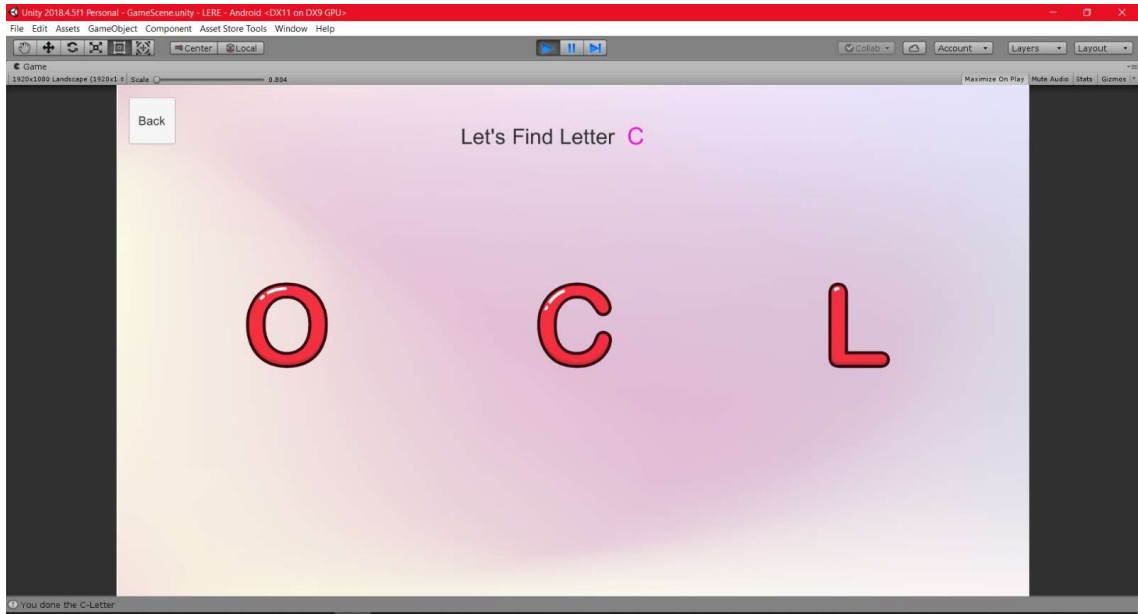 Unity 2018.4.5f1 Personal - GameScene.unity - LERE - Android <DX11 on DX9 GPU>
File Edit Assets GameObject Component Asset Store Tools Window Help
Center Local Collab Account Layers Layout
Game
1920x1080 Landscape (1920x1 Scale 0.804 Maximize On Play Mute Audio Stats Gizmos
Back
Let's Find Letter C
O C L
You done the C-Letter